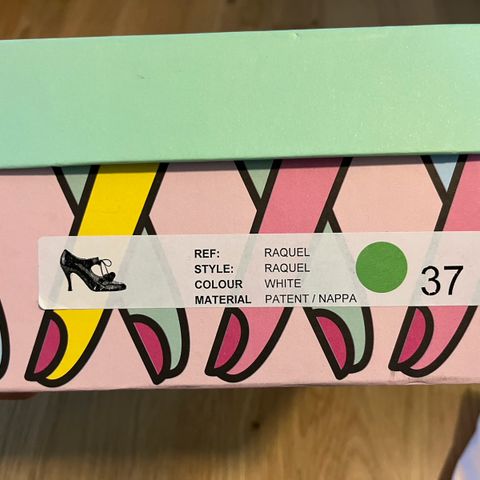 REF: RAQUEL
STYLE: RAQUEL
COLOUR WHITE
MATERIAL PATENT / NAPPA
37